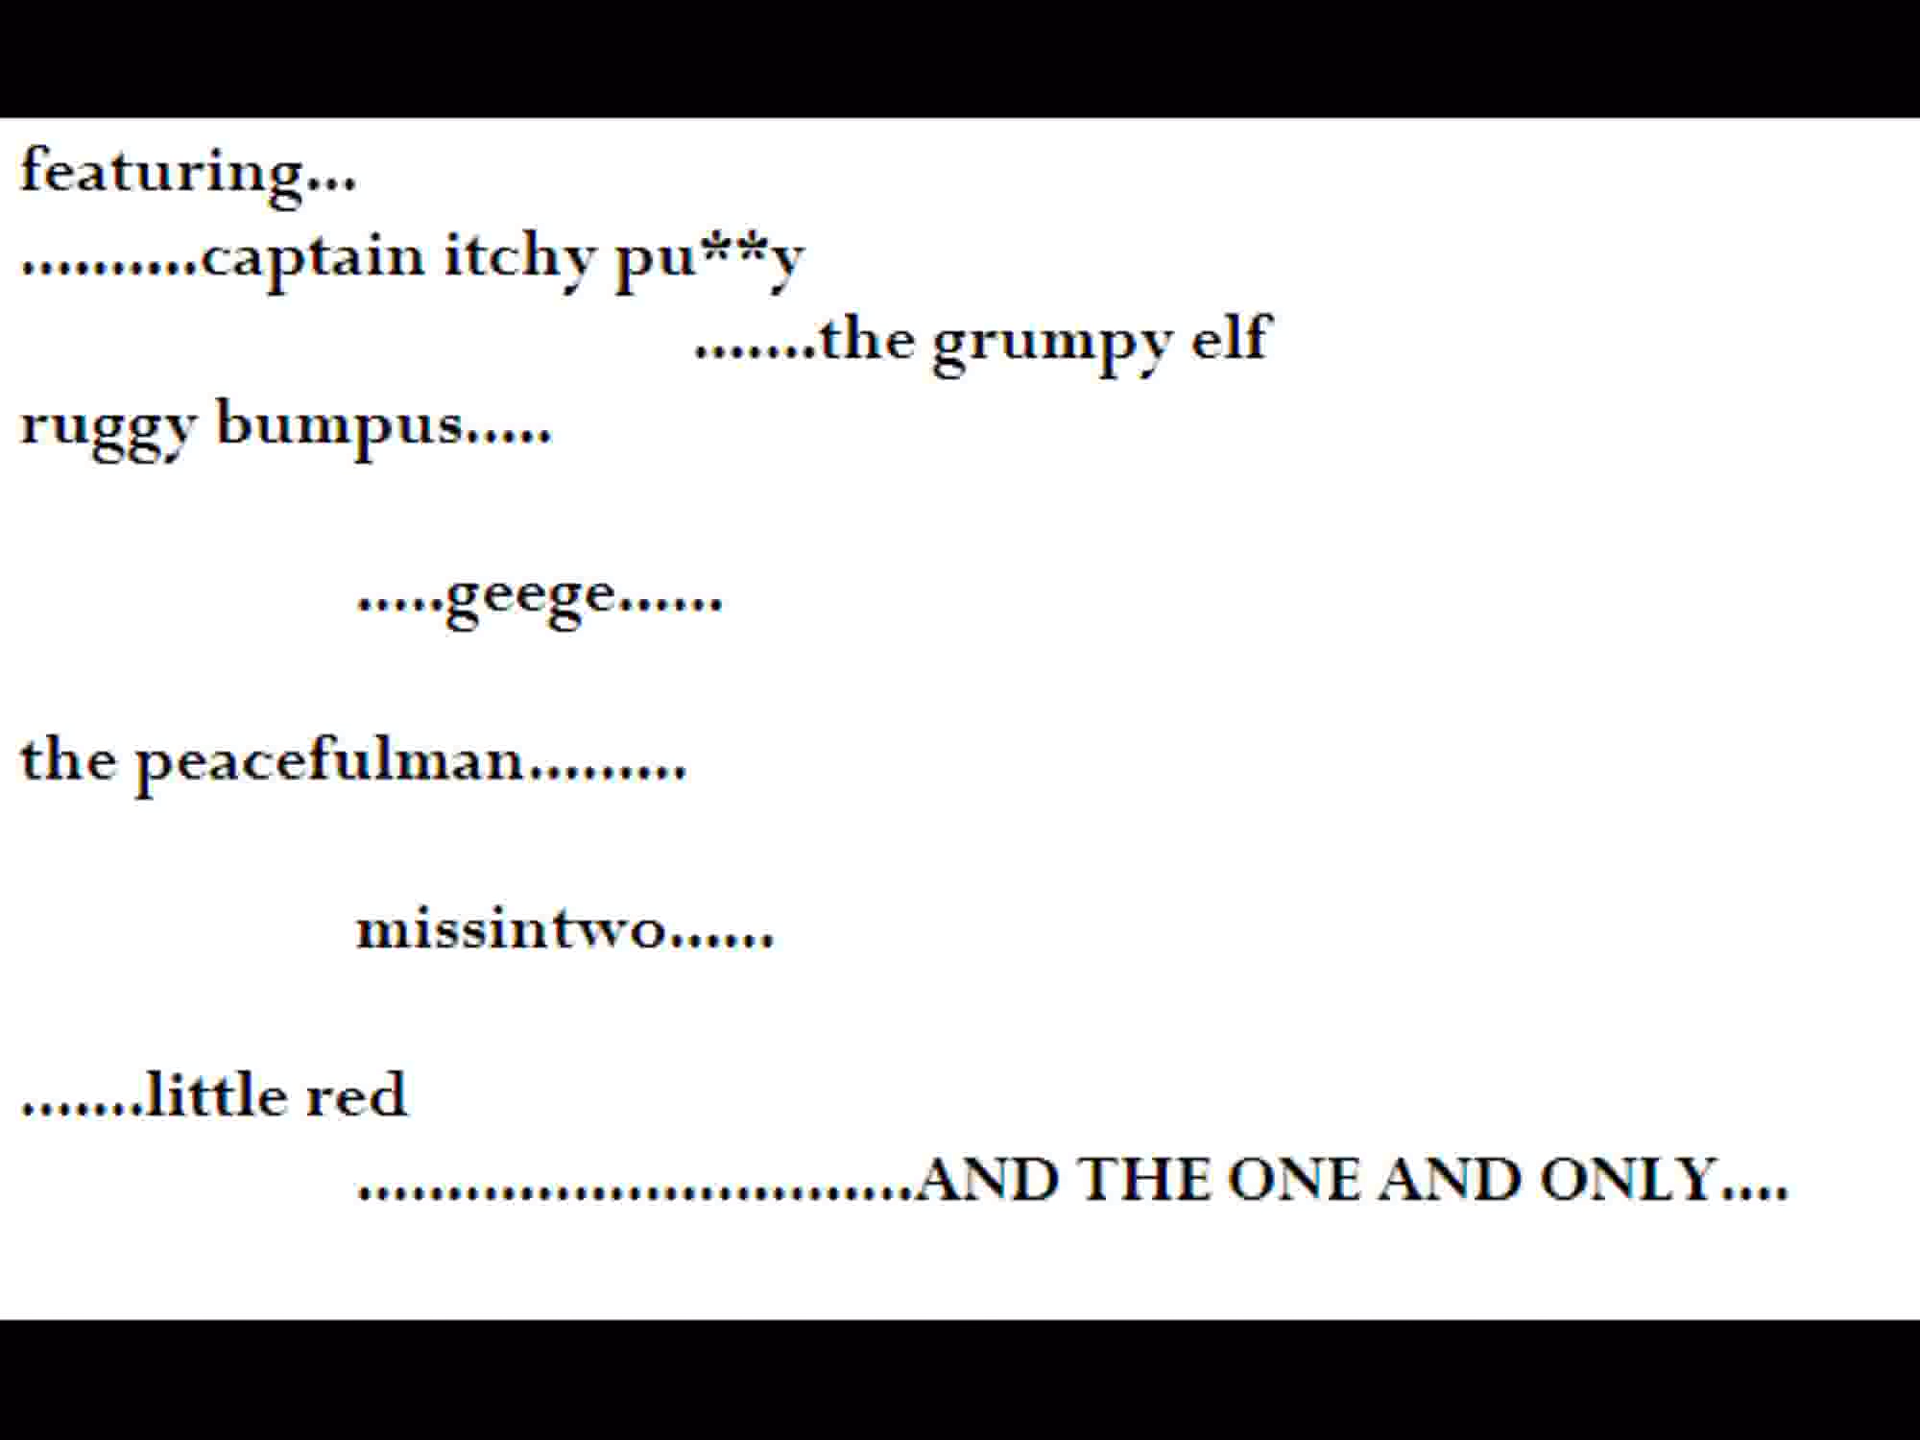 featuring...
..........captain itchy pu**y
.......the grumpy elf
ruggy bumpus.....
.....geege......
the peacefulman.........
missintwo......
.......little red
...............................AND THE ONE AND ONLY....